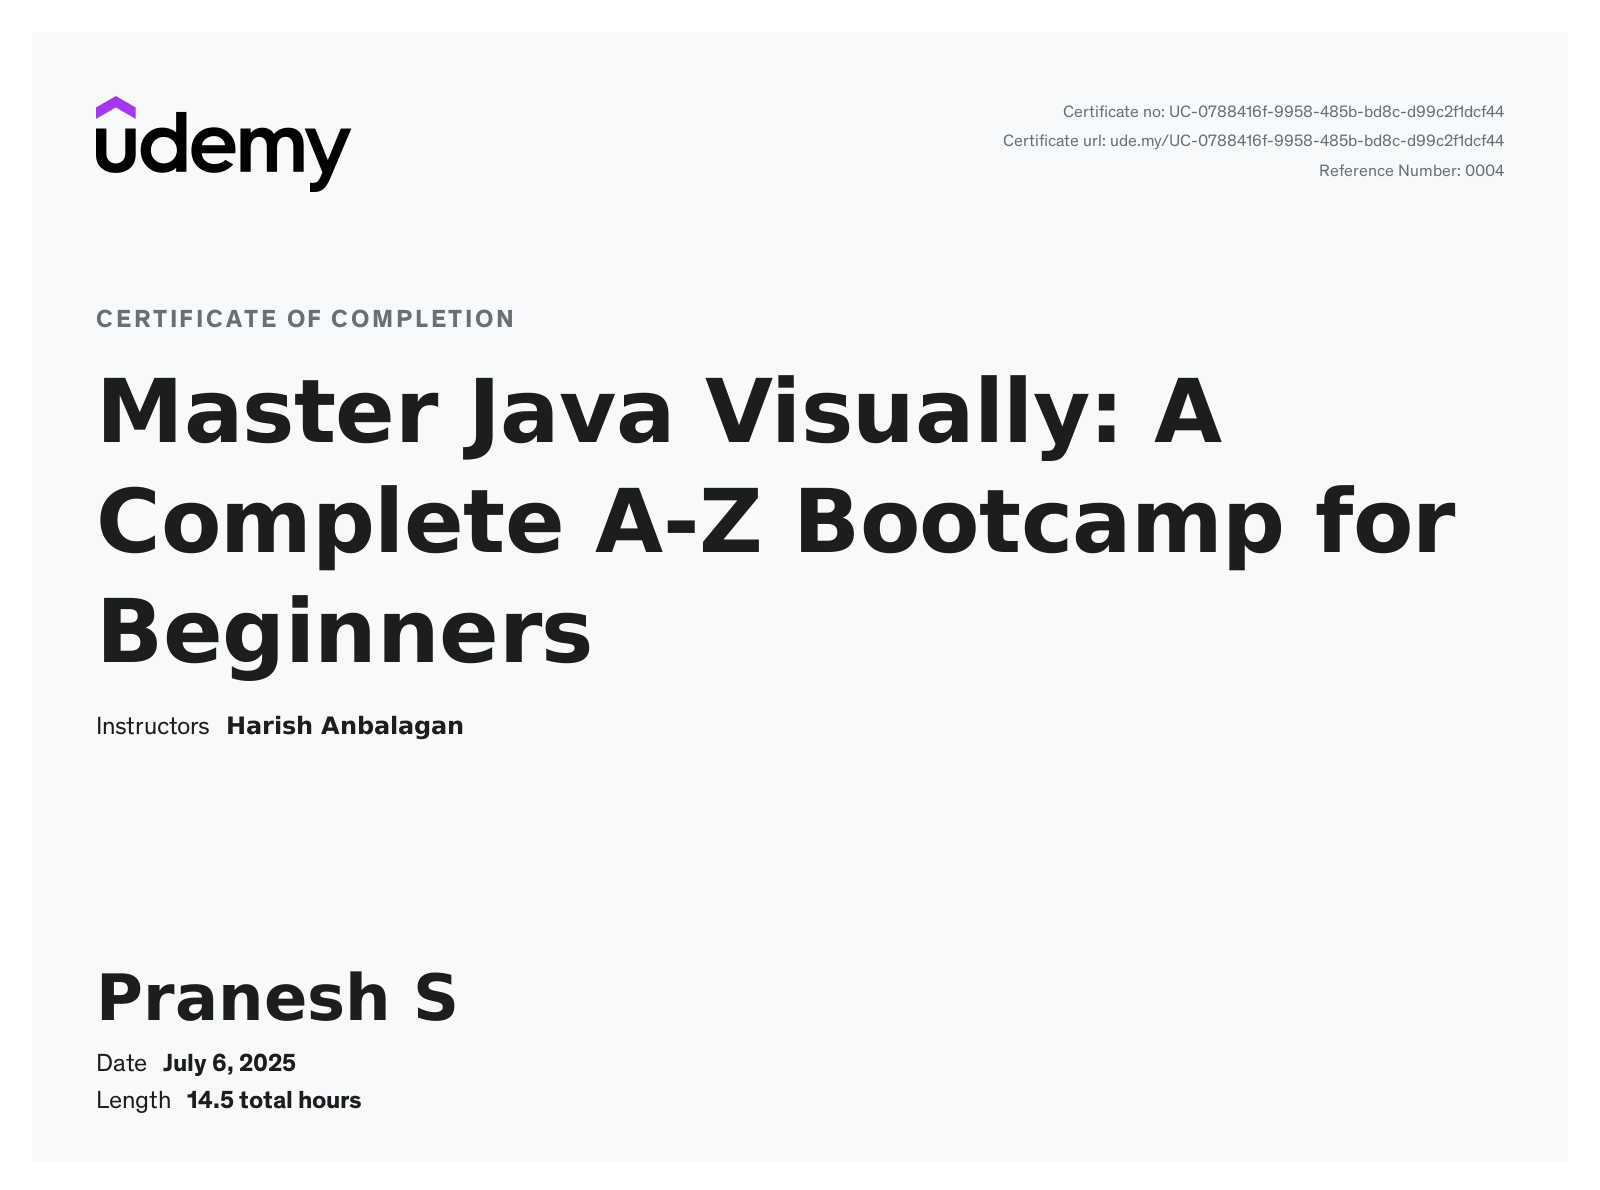 udemy
Certificate no: UC-0788416f-9958-485b-bd8c-d99c2f1dcf44
Certificate url: ude.my/UC-0788416f-9958-485b-bd8c-d99c2f1dcf44
Reference Number: 0004
CERTIFICATE OF COMPLETION
Master Java Visually: A
Complete A-Z Bootcamp for
Beginners
Instructors Harish Anbalagan
Pranesh S
Date July 6, 2025
Length 14.5 total hours